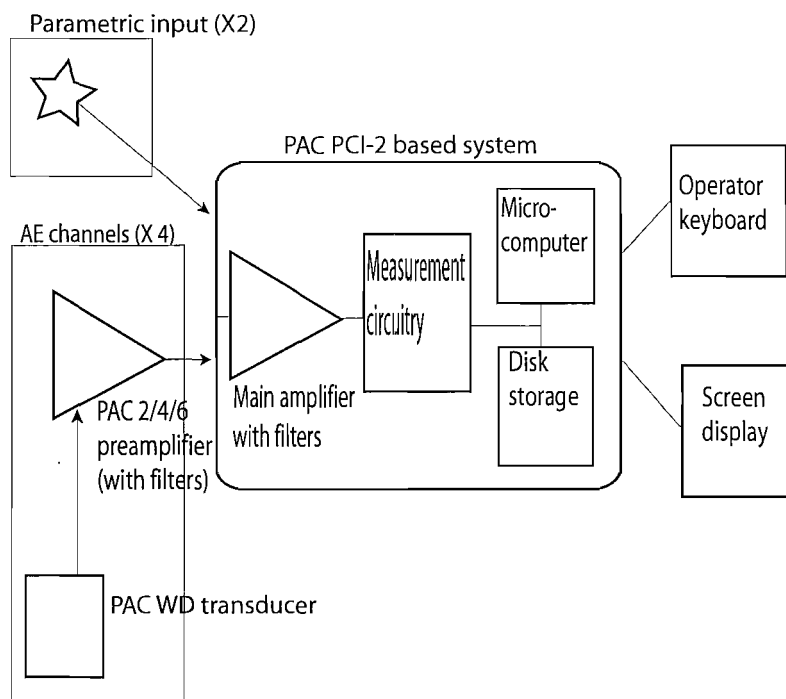 Parametric input (X2)
PAC PCI-2 based system
Micro-
computer
Operator
keyboard
AE channels (X 4)
Measurement
circuitry
Disk
storage
Main amplifier
with filters
PAC 2/4/6
preamplifier
(with filters)
Screen
display
PAC WD transducer